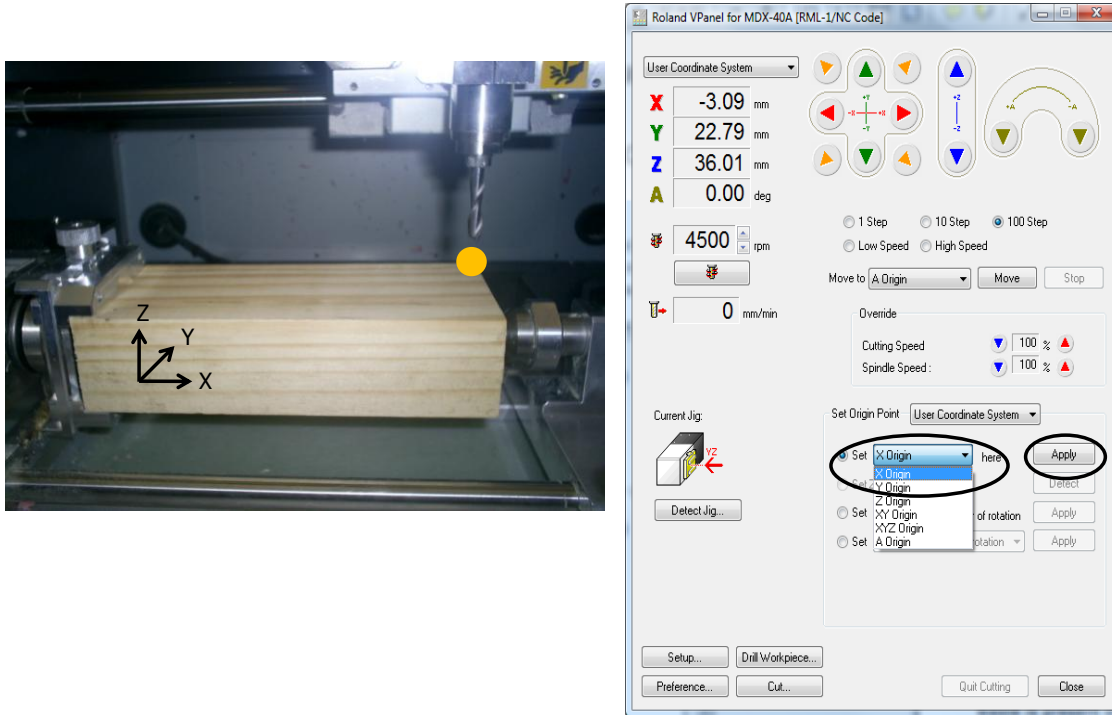 Z
Y
X
Roland VPanel for MDX-40A [RML-1/NC Code]
User Coordinate System
X -3.09 mm
Y 22.79 mm
Z 36.01 mm
A 0.00 deg
4500 rpm
0 mm/min
+Y
-X +X
-Y
+Z
-Z
+A -A
1 Step 10 Step 100 Step
Low Speed High Speed
Move to A Origin Move Stop
Override
Cutting Speed 100 %
Spindle Speed : 100 %
Current Jig:
YZ
Detect Jig...
Set Origin Point User Coordinate System
Set X Origin here Apply
X Origin
Set Y Origin Detect
Z Origin
Set XY Origin of rotation Apply
XYZ Origin
Set A Origin otation Apply
Setup... Drill Workpiece...
Preference... Cut... Quit Cutting Close